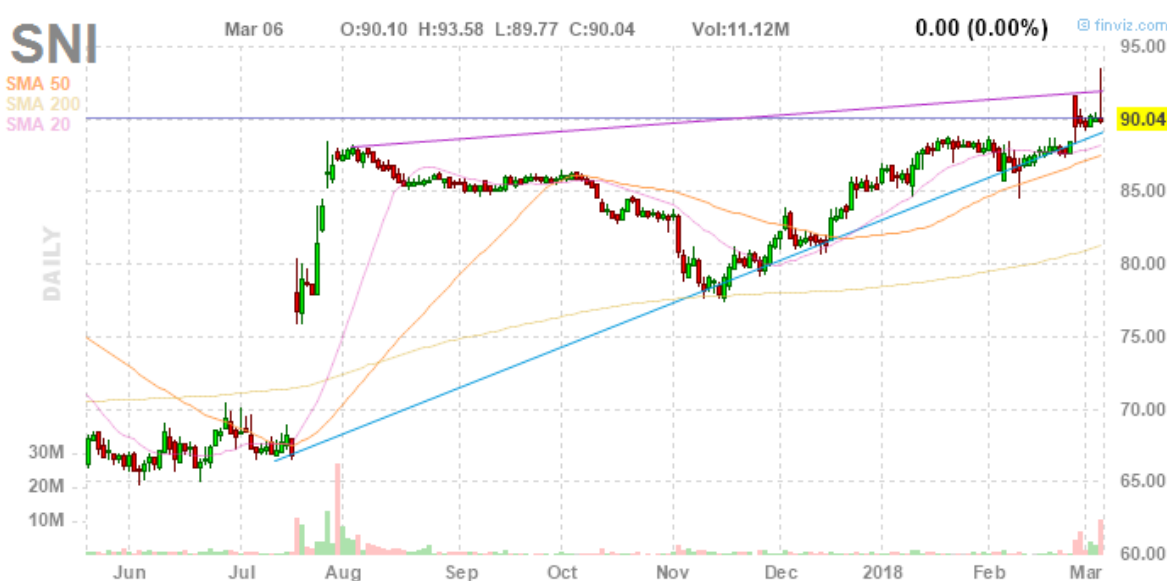 SNI
Mar 06 O:90.10 H:93.58 L:89.77 C:90.04 Vol:11.12M 0.00 (0.00%) © finviz.com
SMA 50
SMA 200
SMA 20
DAILY
95.00
90.04
85.00
80.00
75.00
70.00
65.00
60.00
30M
20M
10M
Jun Jul Aug Sep Oct Nov Dec 2018 Feb Mar